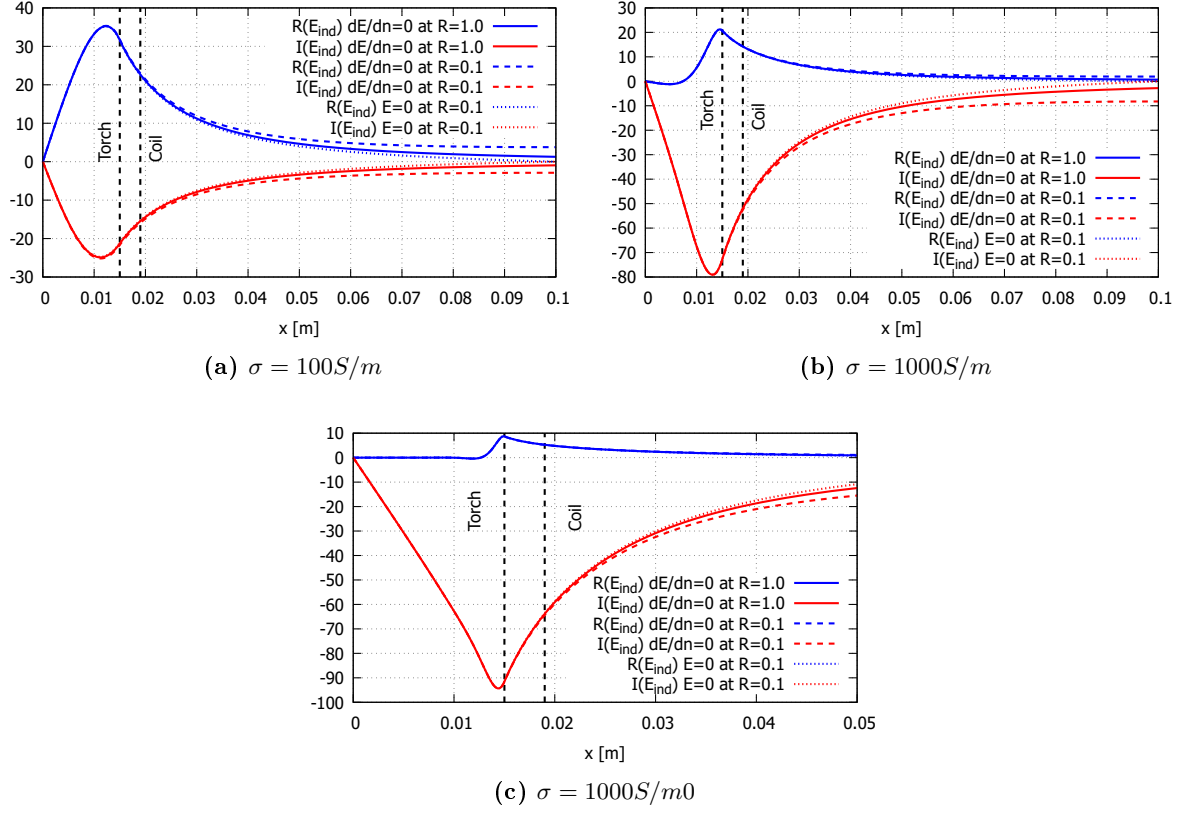 40
30
20
10
0
-10
-20
-30
0
0.01
0.02
0.03
0.04
0.05
0.06
0.07
0.08
0.09
0.1
x [m]
Torch
Coil
R(E_ind) dE/dn=0 at R=1.0
I(E_ind) dE/dn=0 at R=1.0
R(E_ind) dE/dn=0 at R=0.1
I(E_ind) dE/dn=0 at R=0.1
R(E_ind) E=0 at R=0.1
I(E_ind) E=0 at R=0.1
(a) σ = 100S/m
30
20
10
0
-10
-20
-30
-40
-50
-60
-70
-80
0
0.01
0.02
0.03
0.04
0.05
0.06
0.07
0.08
0.09
0.1
x [m]
Torch
Coil
R(E_ind) dE/dn=0 at R=1.0
I(E_ind) dE/dn=0 at R=1.0
R(E_ind) dE/dn=0 at R=0.1
I(E_ind) dE/dn=0 at R=0.1
R(E_ind) E=0 at R=0.1
I(E_ind) E=0 at R=0.1
(b) σ = 1000S/m
10
0
-10
-20
-30
-40
-50
-60
-70
-80
-90
-100
0
0.01
0.02
0.03
0.04
0.05
x [m]
Torch
Coil
R(E_ind) dE/dn=0 at R=1.0
I(E_ind) dE/dn=0 at R=1.0
R(E_ind) dE/dn=0 at R=0.1
I(E_ind) dE/dn=0 at R=0.1
R(E_ind) E=0 at R=0.1
I(E_ind) E=0 at R=0.1
(c) σ = 1000S/m0